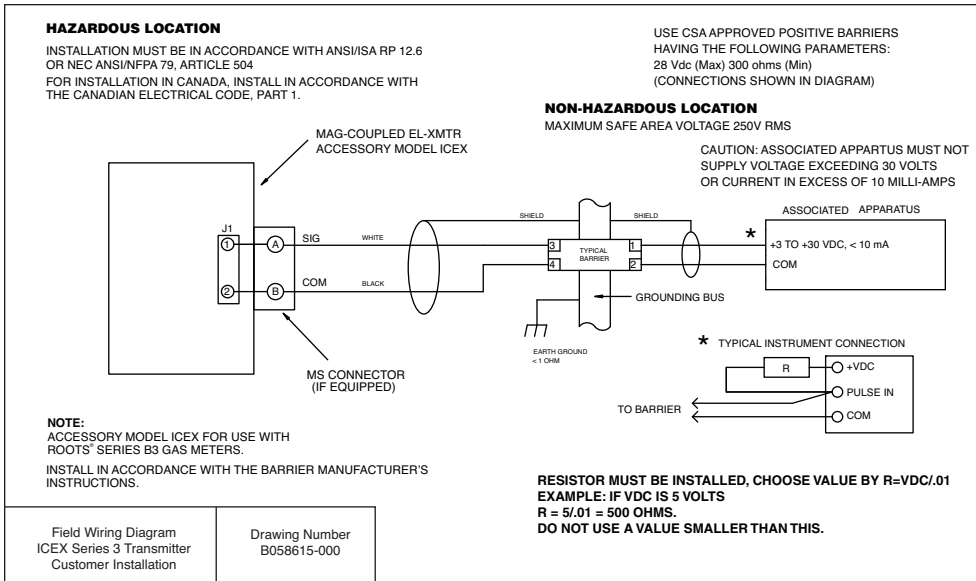 HAZARDOUS LOCATION
INSTALLATION MUST BE IN ACCORDANCE WITH ANSI/ISA RP 12.6
OR NEC ANSI/NFPA 79, ARTICLE 504
FOR INSTALLATION IN CANADA, INSTALL IN ACCORDANCE WITH
THE CANADIAN ELECTRICAL CODE, PART 1.
USE CSA APPROVED POSITIVE BARRIERS
HAVING THE FOLLOWING PARAMETERS:
28 Vdc (Max) 300 ohms (Min)
(CONNECTIONS SHOWN IN DIAGRAM)
NON-HAZARDOUS LOCATION
MAXIMUM SAFE AREA VOLTAGE 250V RMS
CAUTION: ASSOCIATED APPARTUS MUST NOT
SUPPLY VOLTAGE EXCEEDING 30 VOLTS
OR CURRENT IN EXCESS OF 10 MILLI-AMPS
MAG-COUPLED EL-XMTR
ACCESSORY MODEL ICEX
J1
1
A
SIG
WHITE
2
B
COM
BLACK
SHIELD
SHIELD
3
4
TYPICAL
BARRIER
1
2
ASSOCIATED APPARATUS
* +3 TO +30 VDC, < 10 mA
COM
GROUNDING BUS
EARTH GROUND
< 1 OHM
MS CONNECTOR
(IF EQUIPPED)
* TYPICAL INSTRUMENT CONNECTION
R
+VDC
PULSE IN
COM
TO BARRIER
NOTE:
ACCESSORY MODEL ICEX FOR USE WITH
ROOTS® SERIES B3 GAS METERS.
INSTALL IN ACCORDANCE WITH THE BARRIER MANUFACTURER'S
INSTRUCTIONS.
RESISTOR MUST BE INSTALLED, CHOOSE VALUE BY R=VDC/.01
EXAMPLE: IF VDC IS 5 VOLTS
R = 5/.01 = 500 OHMS.
DO NOT USE A VALUE SMALLER THAN THIS.
Field Wiring Diagram
ICEX Series 3 Transmitter
Customer Installation
Drawing Number
B058615-000